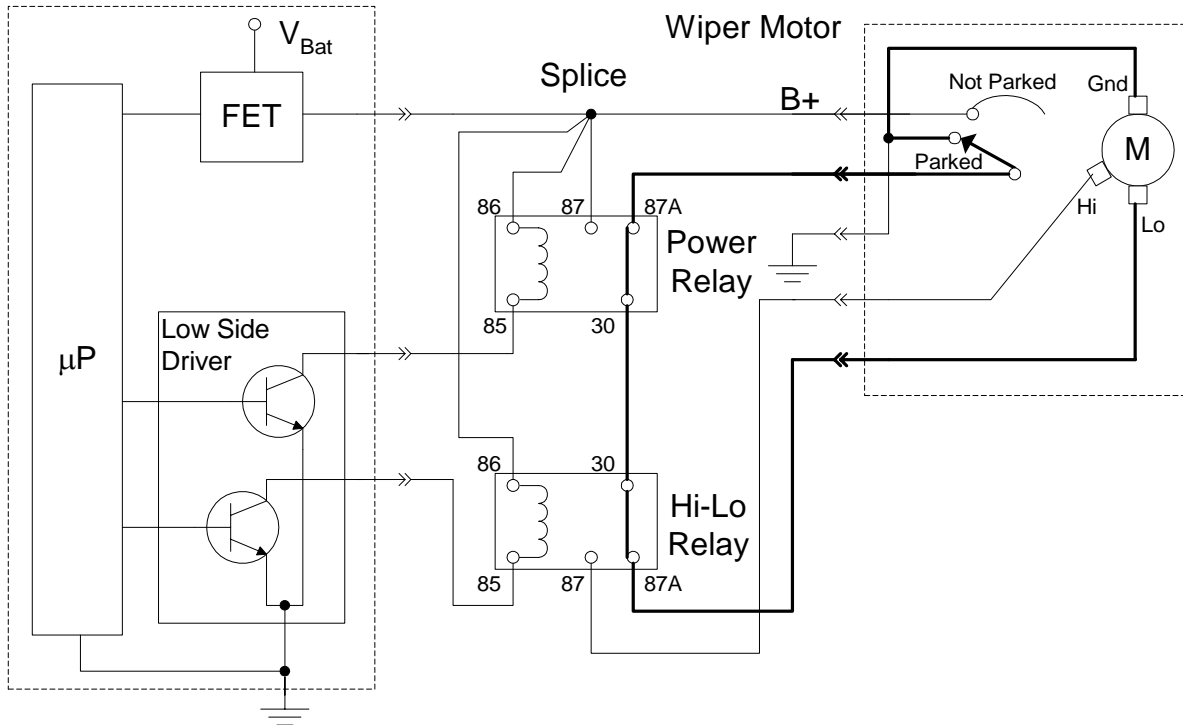 V_Bat
FET
Splice
Wiper Motor
B+
Not Parked
Gnd
Parked
M
Hi
Lo
86
87
87A
Power
Relay
85
30
µP
Low Side
Driver
86
30
Hi-Lo
Relay
85
87
87A